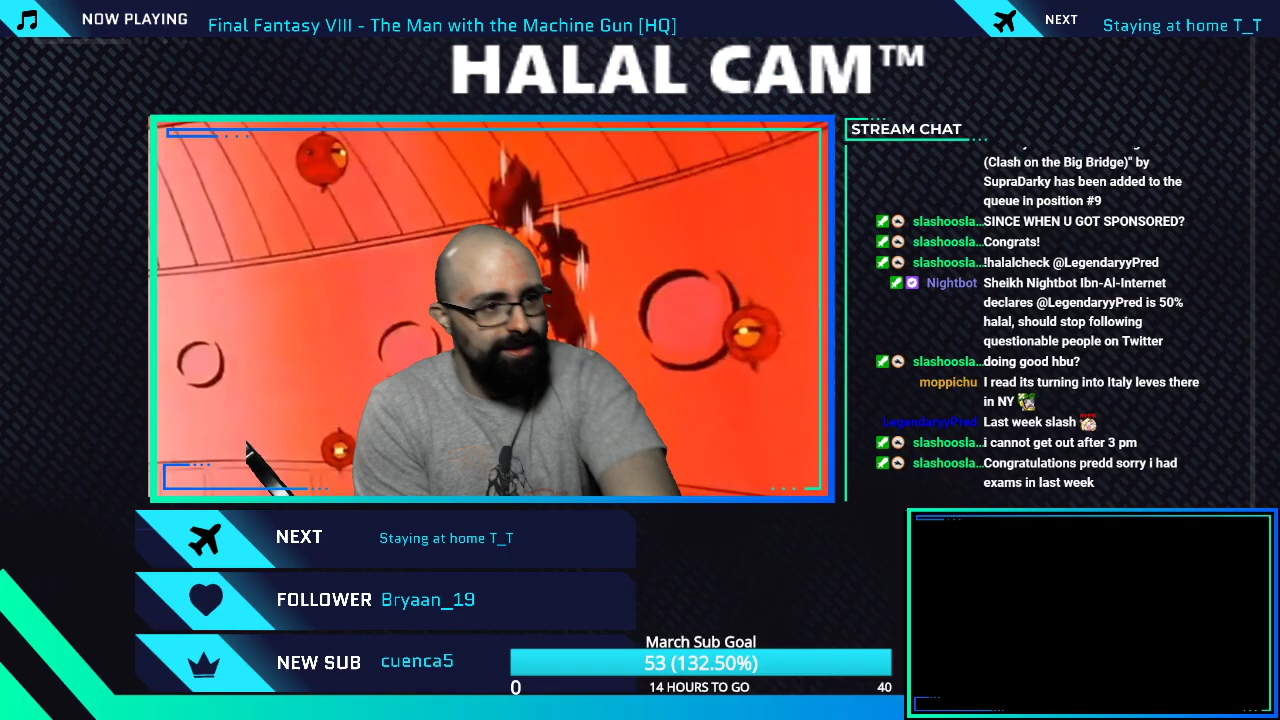 NOW PLAYING
Final Fantasy VIII - The Man with the Machine Gun [HQ]
NEXT
Staying at home T_T
HALAL CAM™
STREAM CHAT
(Clash on the Big Bridge)" by
SupraDarky has been added to the
queue in position #9
slashoosla...SINCE WHEN U GOT SPONSORED?
slashoosla...Congrats!
slashoosla...!halalcheck @LegendaryyPred
Nightbot Sheikh Nightbot Ibn-Al-Internet
declares @LegendaryyPred is 50%
halal, should stop following
questionable people on Twitter
slashoosla...doing good hbu?
moppichu I read its turning into Italy leves there
in NY
LegendaryyPred Last week slash
slashoosla...i cannot get out after 3 pm
slashoosla...Congratulations predd sorry i had
exams in last week
NEXT
Staying at home T_T
FOLLOWER
Bryaan_19
NEW SUB
cuenca5
March Sub Goal
53 (132.50%)
0
14 HOURS TO GO
40